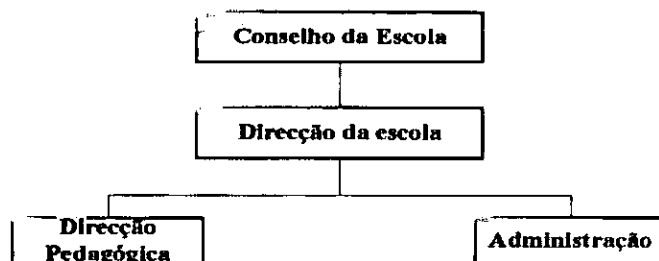 Conselho da Escola
Direcção da escola
Direcção
Pedagógica
Administração